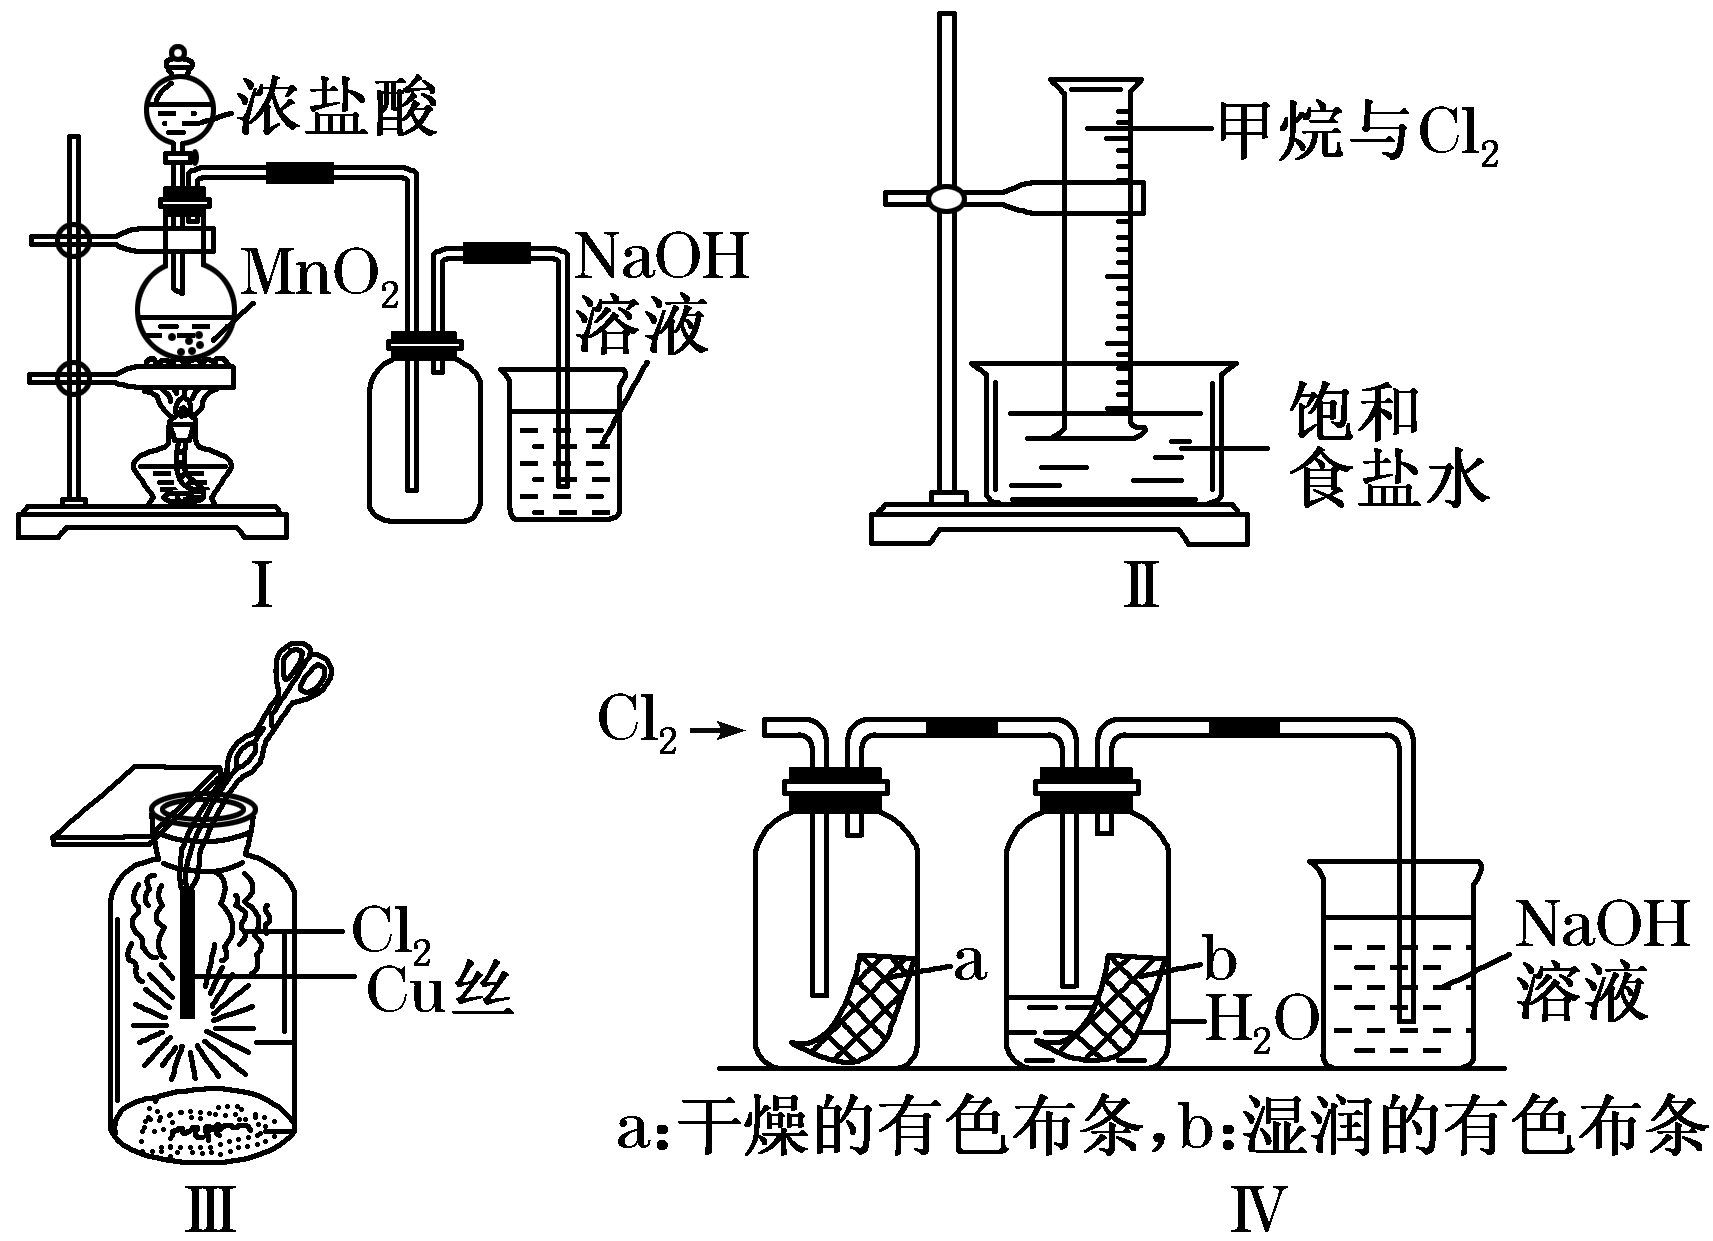 浓盐酸
MnO₂
NaOH
溶液
Ⅰ
甲烷与Cl₂
饱和
食盐水
Ⅱ
Cl₂
Cu丝
Ⅲ
Cl₂
a
b
H₂O
NaOH
溶液
a:干燥的有色布条,b:湿润的有色布条
Ⅳ